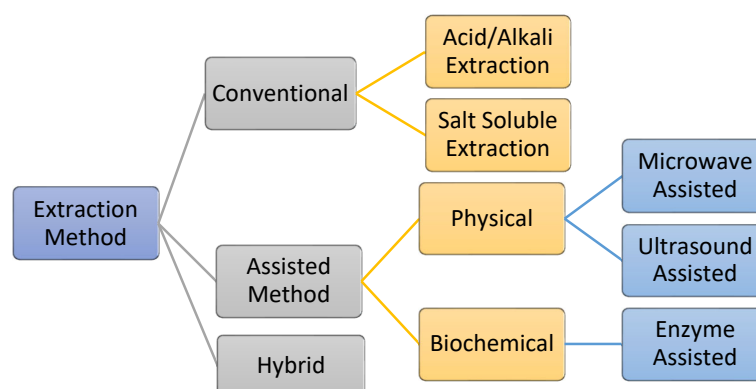 Acid/Alkali
Extraction
Conventional
Salt Soluble
Extraction
Microwave
Assisted
Extraction
Method
Physical
Ultrasound
Assisted
Assisted
Method
Biochemical
Enzyme
Assisted
Hybrid